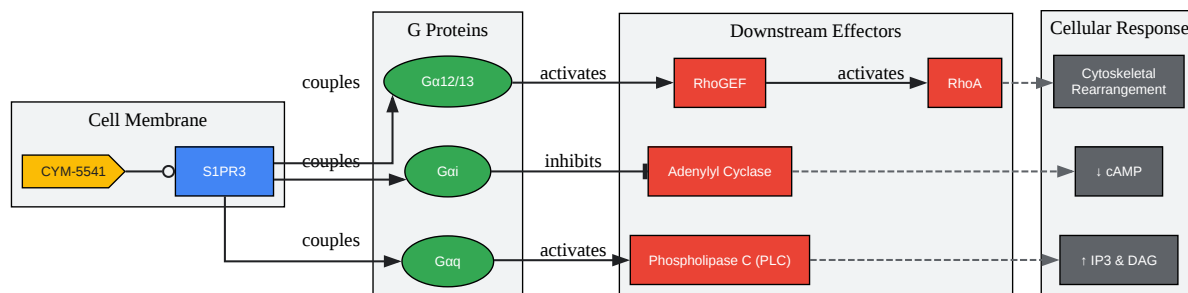 G Proteins
Downstream Effectors
Cellular Response
couples
Gα12/13
activates
RhoGEF
activates
RhoA
Cytoskeletal
Rearrangement
Cell Membrane
CYM-5541
S1PR3
couples
Gαi
inhibits
Adenylyl Cyclase
↓ cAMP
couples
Gαq
activates
Phospholipase C (PLC)
↑ IP3 & DAG